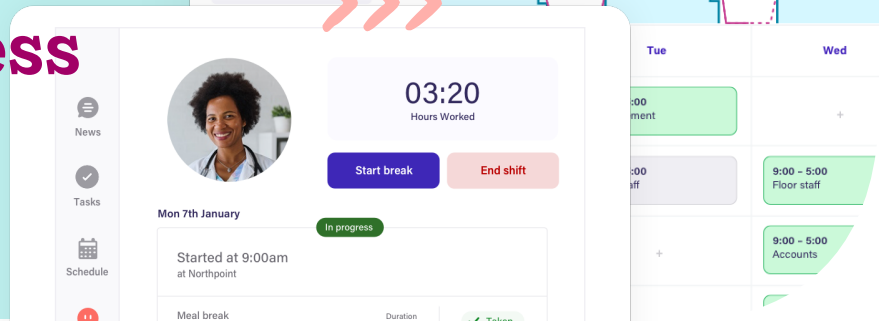 ess
News
Tasks
Schedule
03:20
Hours Worked
Start break
End shift
Mon 7th January
In progress
Started at 9:00am
at Northpoint
Meal break
Duration
Taken
Tue
Wed
:00
ment
:00
aff
9:00 – 5:00
Floor staff
9:00 – 5:00
Accounts